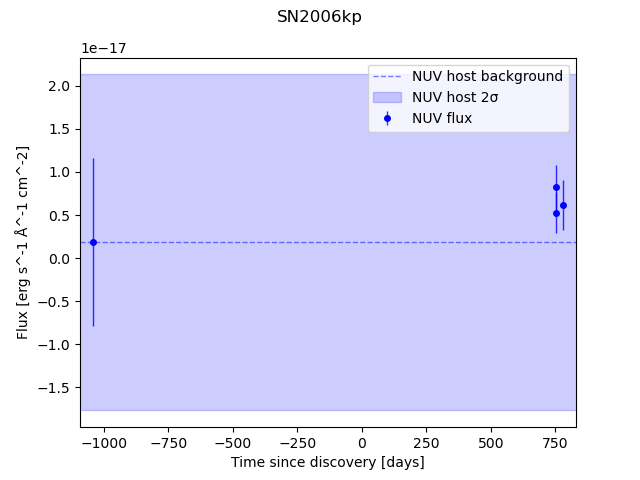 SN2006kp
1e−17
NUV host background
NUV host 2σ
NUV flux
2.0
1.5
1.0
0.5
0.0
−0.5
−1.0
−1.5
Flux [erg s^-1 Å^-1 cm^-2]
−1000
−750
−500
−250
0
250
500
750
Time since discovery [days]